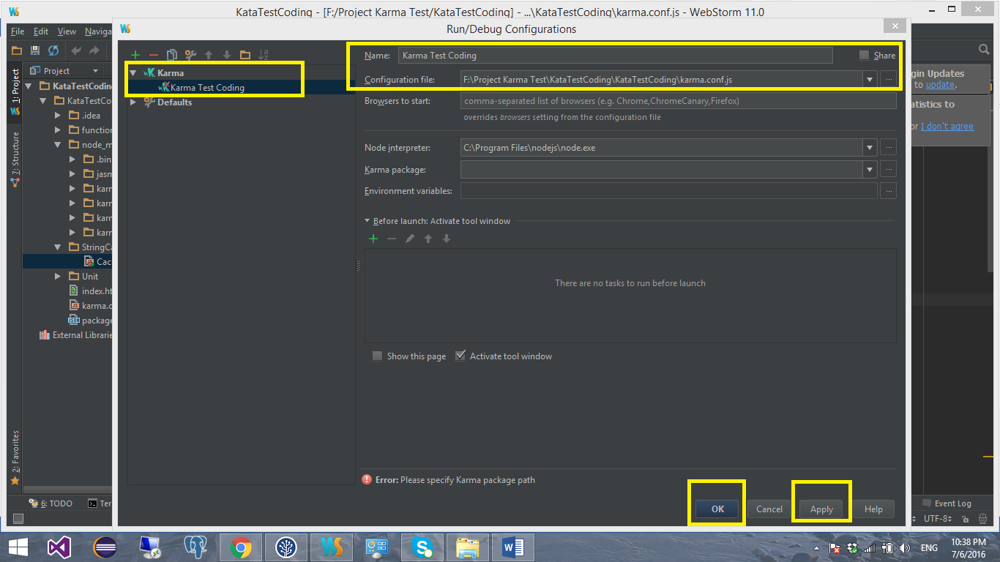 KataTestCoding - [F:/Project Karma Test/KataTestCoding] - ...\KataTestCoding\karma.conf.js - WebStorm 11.0
File Edit View Naviga
Run/Debug Configurations
Project
KataTestCoding
KataTestCo
.idea
function
node_m
.bin
jasm
karn
karn
karn
karn
StringCa
Cac
Unit
index.ht
karma.c
package
External Librarie
1: Project
7: Structure
2: Favorites
Karma
Karma Test Coding
Defaults
Name: Karma Test Coding Share
Configuration file: F:\Project Karma Test\KataTestCoding\KataTestCoding\karma.conf.js
Browsers to start: comma-separated list of browsers (e.g. Chrome,ChromeCanary,Firefox)
overrides browsers setting from the configuration file
Node interpreter: C:\Program Files\nodejs\node.exe
Karma package:
Environment variables:
Before launch: Activate tool window
There are no tasks to run before launch
Show this page Activate tool window
Error: Please specify Karma package path
OK Cancel Apply Help
gin Updates
to update.
atistics to
or I don't agree
6: TODO Ter
Event Log
UTF-8
ENG
10:38 PM
7/6/2016